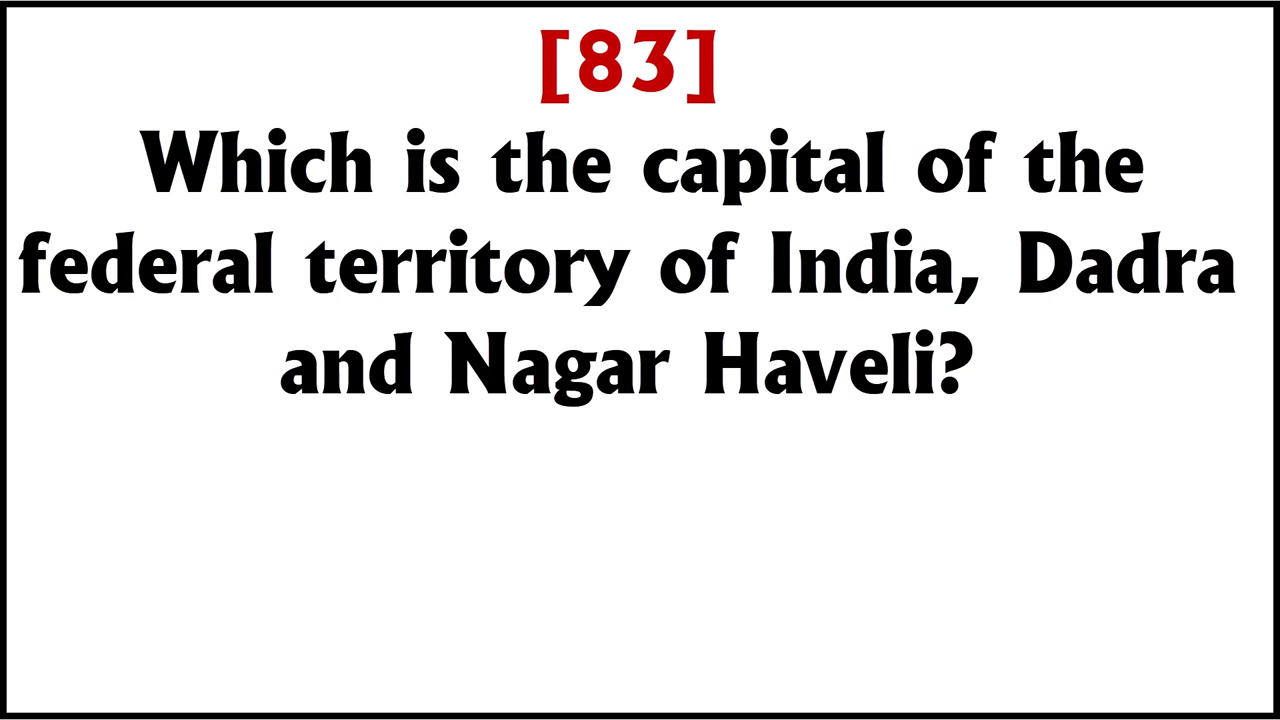 [83]
Which is the capital of the
federal territory of India, Dadra
and Nagar Haveli?